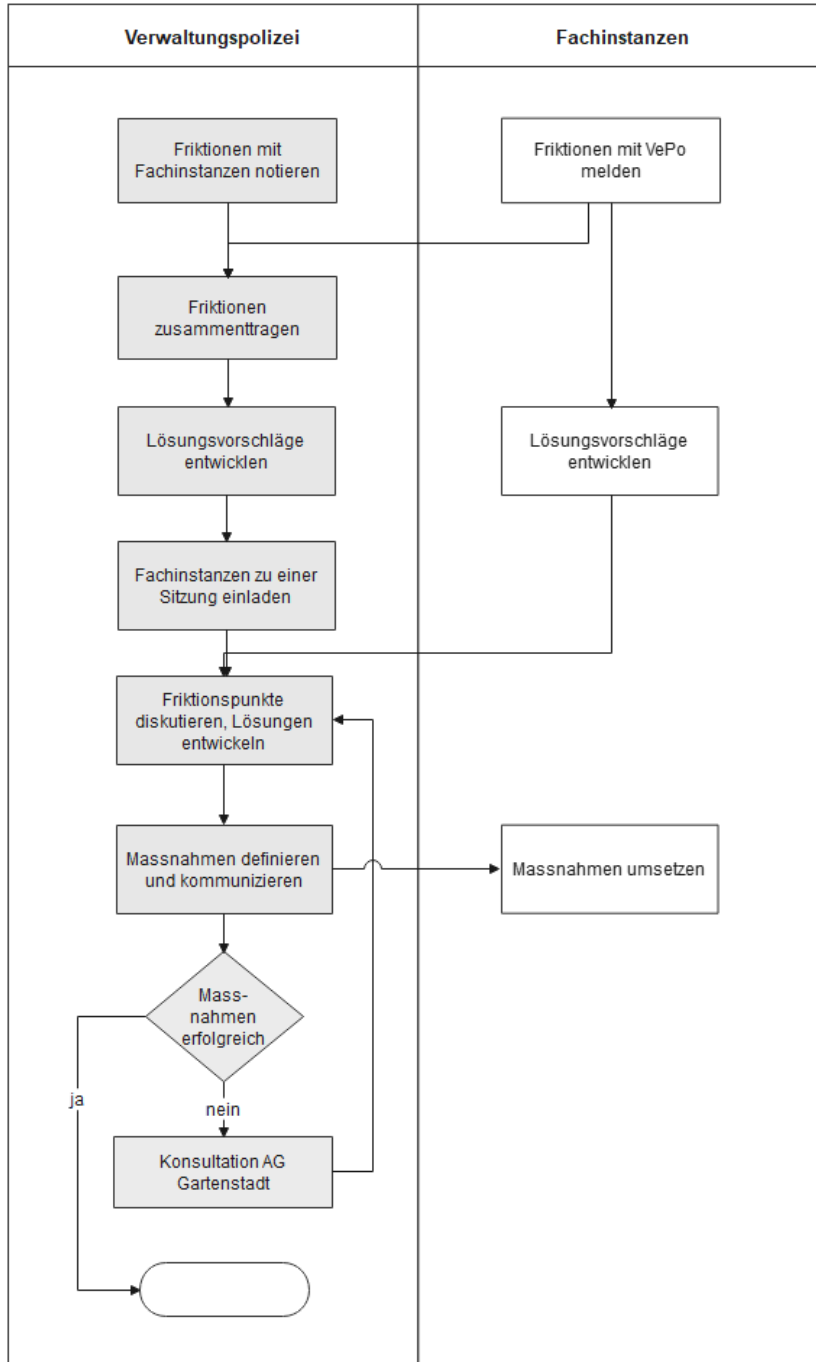 Verwaltungspolizei
Fachinstanzen
Friktionen mit
Fachinstanzen notieren
Friktionen mit VePo
melden
Friktionen
zusammenttragen
Lösungsvorschläge
entwicklen
Lösungsvorschläge
entwicklen
Fachinstanzen zu einer
Sitzung einladen
Friktionspunkte
diskutieren, Lösungen
entwickeln
Massnahmen definieren
und kommunizieren
Massnahmen umsetzen
Mass-
nahmen
erfolgreich
ja
nein
Konsultation AG
Gartenstadt